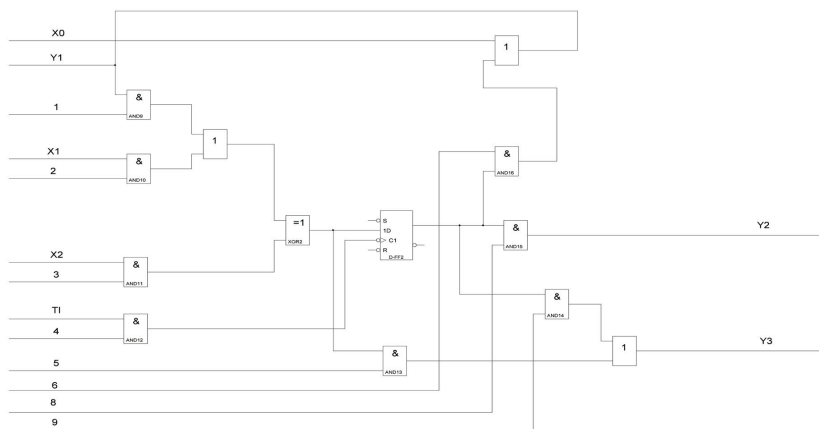 X0
1
Y1
&
AND9
1
1
X1
&
AND10
2
&
AND16
=1
XOR2
S
1D
C1
R
D-FF2
&
AND15
Y2
X2
&
AND11
3
&
AND14
TI
&
AND12
4
1
Y3
5
&
AND13
6
8
9